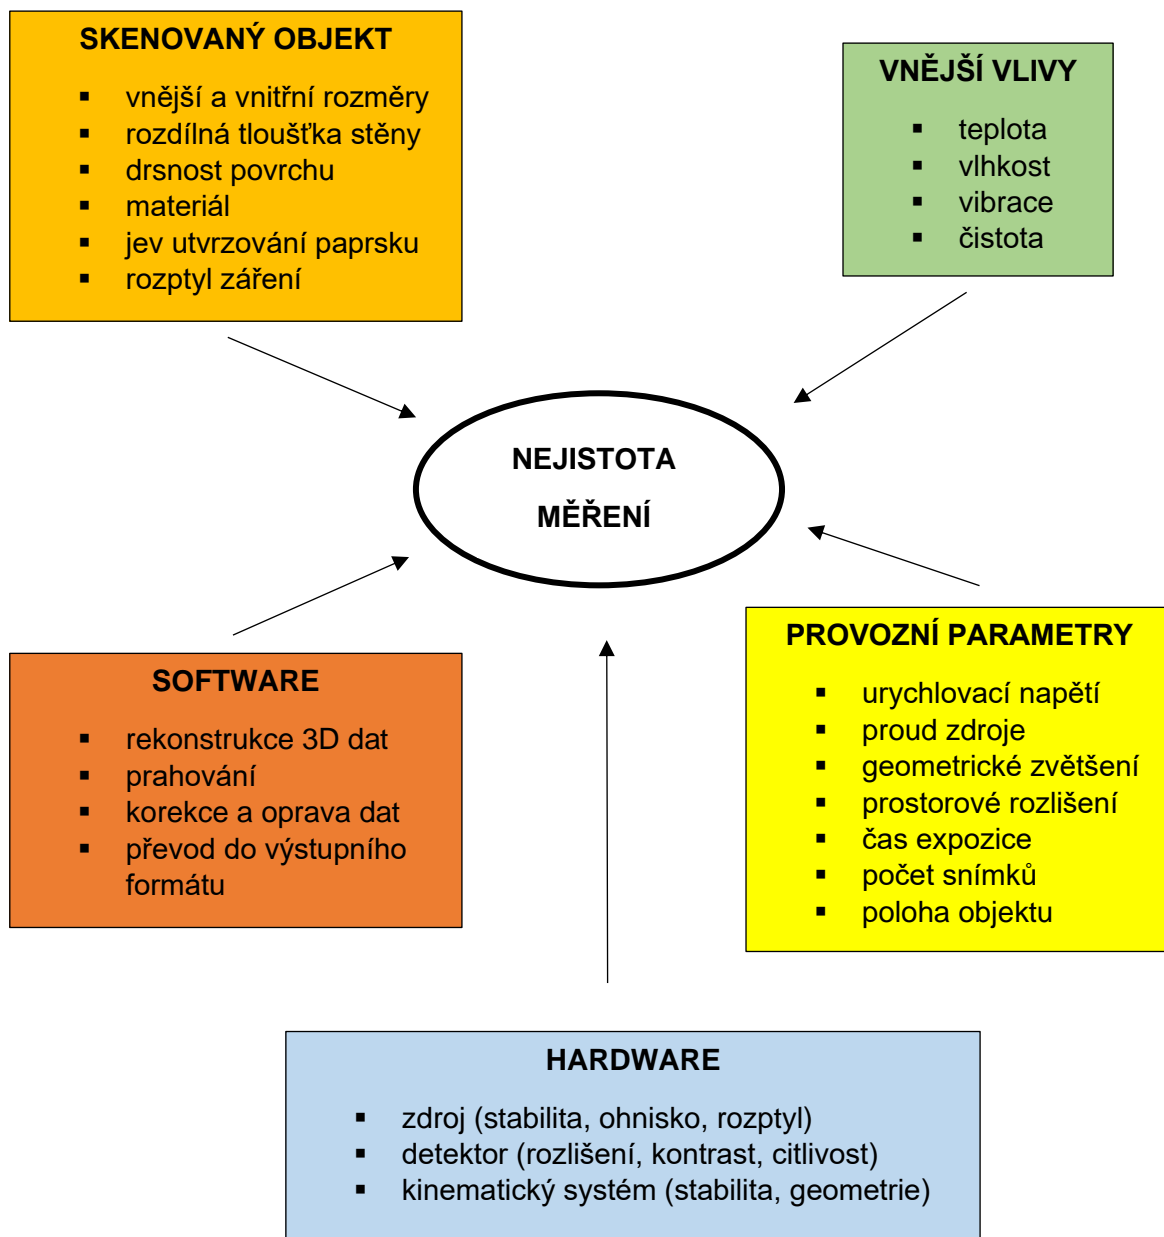 SKENOVANÝ OBJEKT
▪ vnější a vnitřní rozměry
▪ rozdílná tloušťka stěny
▪ drsnost povrchu
▪ materiál
▪ jev utvrzování paprsku
▪ rozptyl záření
VNĚJŠÍ VLIVY
▪ teplota
▪ vlhkost
▪ vibrace
▪ čistota
NEJISTOTA
MĚŘENÍ
SOFTWARE
▪ rekonstrukce 3D dat
▪ prahování
▪ korekce a oprava dat
▪ převod do výstupního
formátu
PROVOZNÍ PARAMETRY
▪ urychlovací napětí
▪ proud zdroje
▪ geometrické zvětšení
▪ prostorové rozlišení
▪ čas expozice
▪ počet snímků
▪ poloha objektu
HARDWARE
▪ zdroj (stabilita, ohnisko, rozptyl)
▪ detektor (rozlišení, kontrast, citlivost)
▪ kinematický systém (stabilita, geometrie)